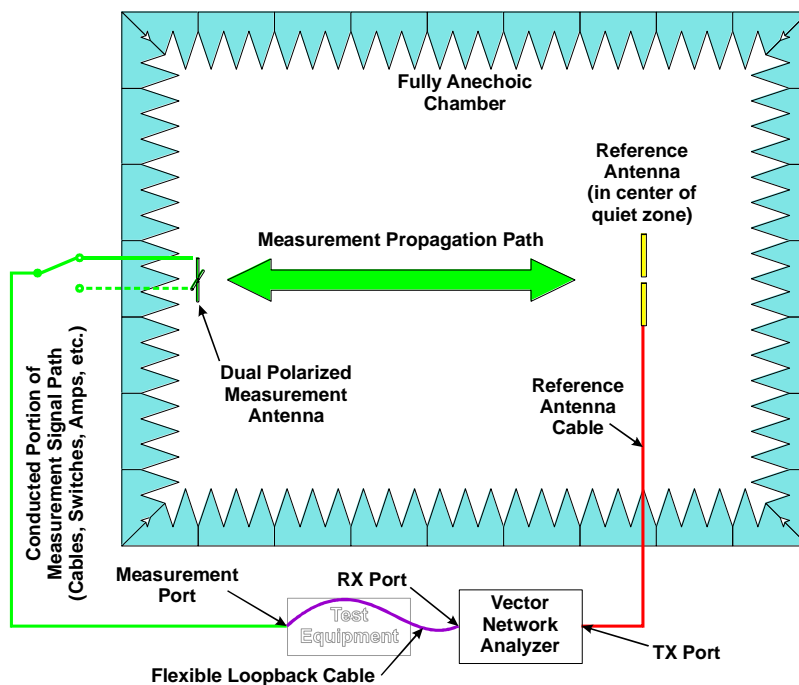 Fully Anechoic
Chamber
Reference
Antenna
(in center of
quiet zone)
Measurement Propagation Path
Dual Polarized
Measurement
Antenna
Reference
Antenna
Cable
Conducted Portion of
Measurement Signal Path
(Cables, Switches, Amps, etc.)
Measurement
Port
RX Port
Test
Equipment
Vector
Network
Analyzer
TX Port
Flexible Loopback Cable